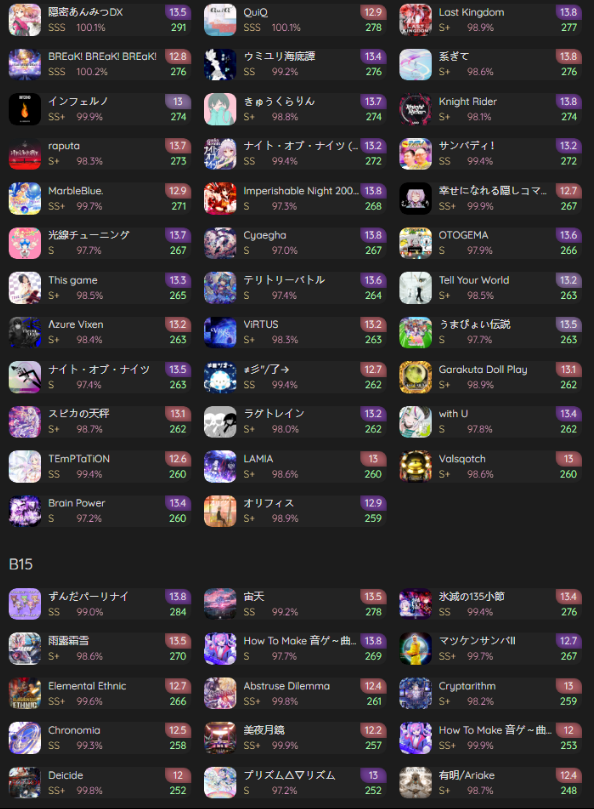 隠密あんみつDX 13.5
SSS 100.1% 291
QuiQ 12.9
SSS 100.1% 278
Last Kingdom 13.8
S+ 98.9% 277
BREaK! BREaK! BREaK! 12.8
SSS 100.2% 276
ウミユリ海底譚 13.4
SS 99.2% 276
系ぎて 13.8
S+ 98.6% 276
インフェルノ 13
SS+ 99.9% 274
きゅうくらりん 13.7
S+ 98.8% 274
Knight Rider 13.8
S+ 98.1% 274
raputa 13.7
S+ 98.3% 273
ナイト・オブ・ナイツ (... 13.2
SS 99.4% 272
サンバディ! 13.2
SS 99.4% 272
MarbleBlue. 12.9
SS+ 99.7% 271
Imperishable Night 200... 13.8
S 97.3% 268
幸せになれる隠しコマ... 12.7
SS+ 99.9% 267
光線チューニング 13.7
S 97.7% 267
Cyaegha 13.8
S 97.0% 267
OTOGEMA 13.6
S 97.9% 266
This game 13.3
S+ 98.5% 265
テリトリーバトル 13.6
S 97.4% 264
Tell Your World 13.2
S+ 98.5% 263
Λzure Vixen 13.2
S+ 98.4% 263
ViRTUS 13.2
S+ 98.3% 263
うまぴょい伝説 13.5
S 97.7% 263
ナイト・オブ・ナイツ 13.5
S 97.4% 263
12.7
SS 99.4% 262
Garakuta Doll Play 13.1
S+ 98.9% 262
スピカの天秤 13.1
S+ 98.7% 262
ラグトレイン 13.2
S+ 98.0% 262
with U 13.4
S 97.8% 262
TEmPTaTiON 12.6
SS 99.4% 260
LAMIA 13
S+ 98.6% 260
Valsqotch 13
S+ 98.6% 260
Brain Power 13.4
S 97.2% 260
オリフィス 12.9
S+ 98.9% 259
B15
ずんだパーリナイ 13.8
SS 99.0% 284
宙天 13.5
SS 99.2% 278
氷滅の135小節 13.4
SS 99.4% 276
雨露霜雪 13.5
S+ 98.6% 270
How To Make 音ゲ～曲... 13.8
S 97.7% 269
マツケンサンバII 12.7
SS+ 99.7% 267
Elemental Ethnic 12.7
SS+ 99.6% 266
Abstruse Dilemma 12.4
SS+ 99.8% 261
Cryptarithm 13
S+ 98.2% 259
Chronomia 12.5
SS 99.3% 258
美夜月鏡 12.2
SS+ 99.9% 257
How To Make 音ゲ～曲... 12
SS+ 99.9% 253
Deicide 12
SS+ 99.8% 252
プリズム△▽リズム 13
S 97.2% 252
有明/Ariake 12.4
S+ 98.7% 248